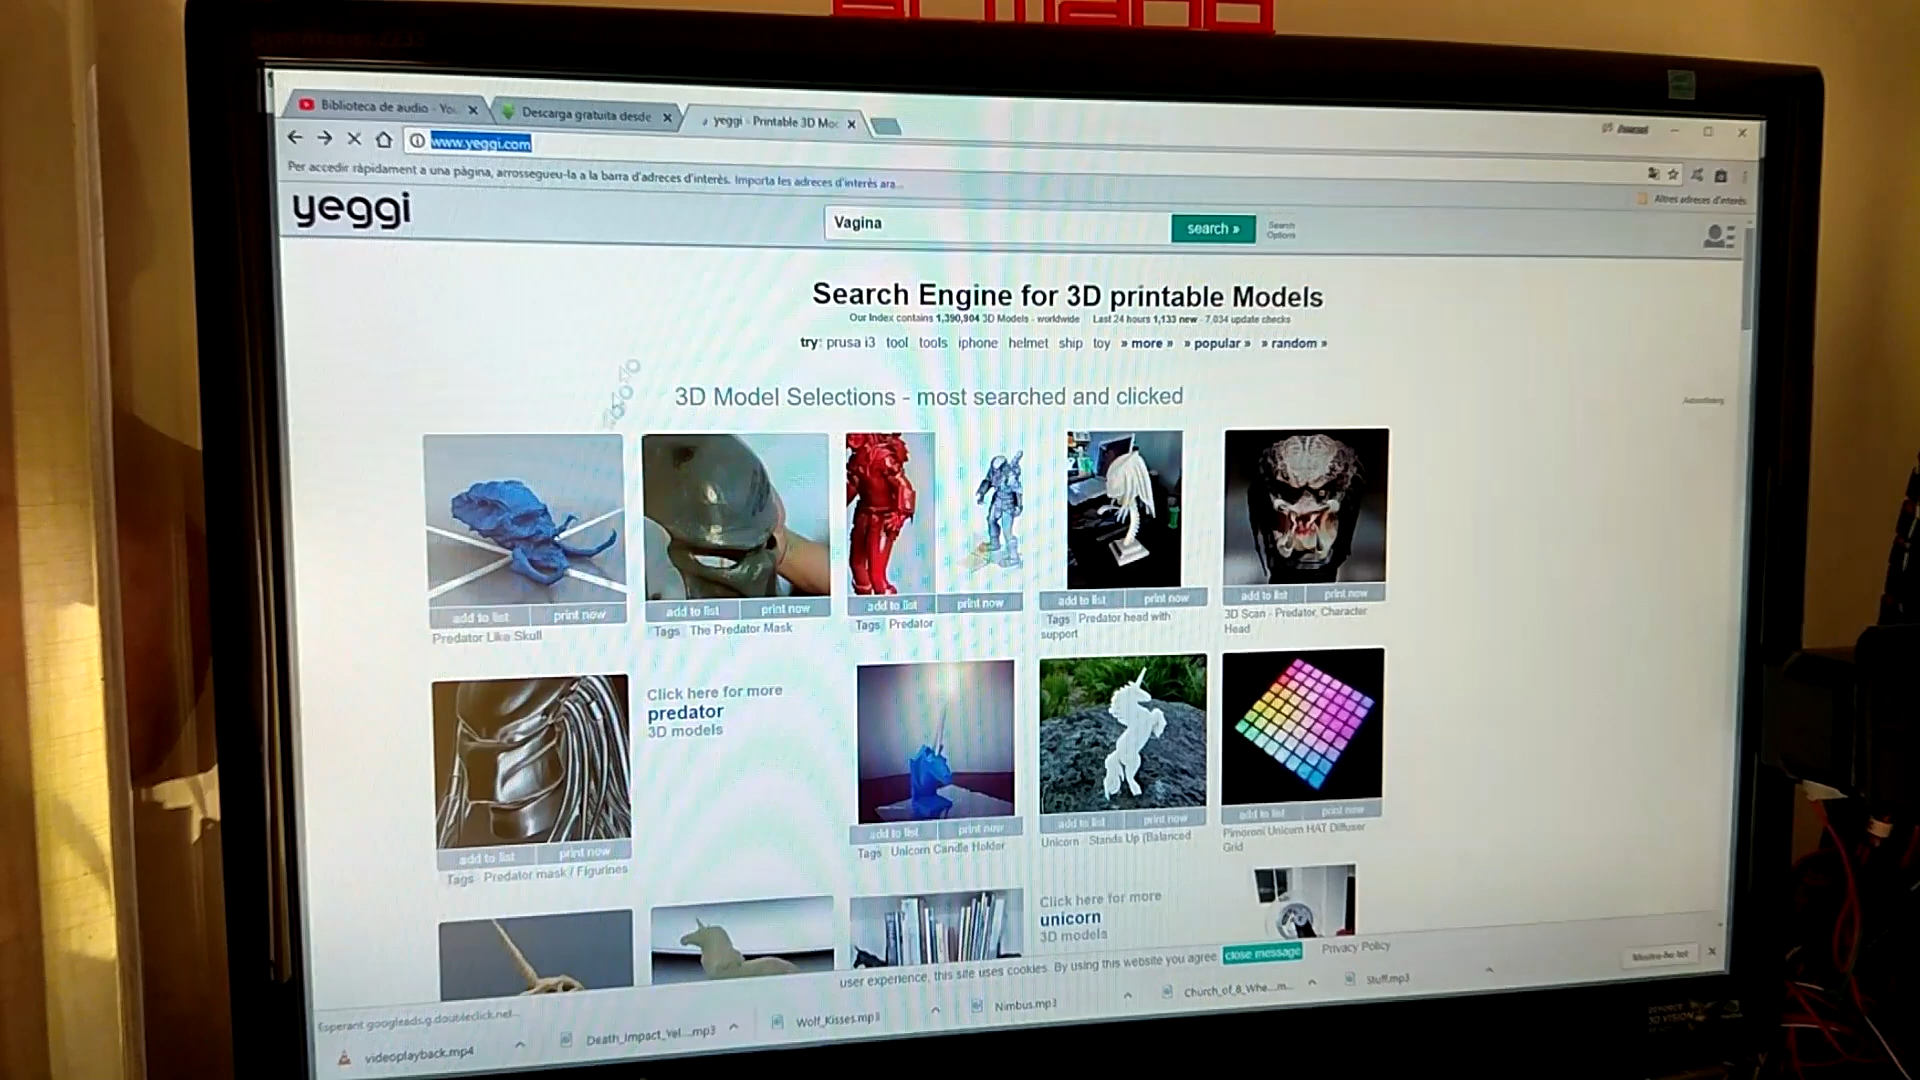 Biblioteca de audio - You
Descarga gratuita desde
yeggi - Printable 3D Mod
www.yeggi.com
Per accedir ràpidament a una pàgina, arrossegueu-la a la barra d'adreces d'interès. Importa les adreces d'interès ara...
Altres adreces d'interès
yeggi
Vagina
search »
Search Options
Search Engine for 3D printable Models
Our Index contains 1,390,904 3D Models - worldwide Last 24 hours 1,133 new - 7,034 update checks
try: prusa i3 tool tools iphone helmet ship toy » more » » popular » » random »
3D Model Selections - most searched and clicked
Advertising
add to list print now
Predator Like Skull
add to list print now
Tags The Predator Mask
add to list print now
Tags Predator
add to list print now
Tags Predator head with
support
add to list print now
3D Scan - Predator, Character
Head
add to list print now
Tags Predator mask / Figurines
Click here for more
predator
3D models
add to list print now
Tags Unicorn Candle Holder
add to list print now
Unicorn - Stands Up (Balanced
add to list print now
Pimoroni Unicorn HAT Diffuser
Grid
Click here for more
unicorn
3D models
user experience, this site uses cookies. By using this website you agree. close message Privacy Policy
Esperant googleads.g.doubleclick.net...
videoplayback.mp4
Death_Impact_Yel....mp3
Wolf_Kisses.mp3
Nimbus.mp3
Church_of_8_Whe....m...
Stuff.mp3
Mostra-ho tot
GEFORCE
3D VISION